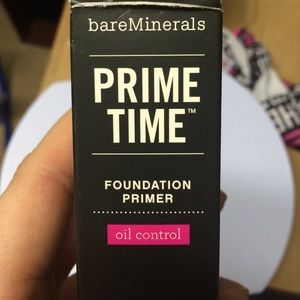 bareMinerals
PRIME
TIME™
FOUNDATION
PRIMER
oil control